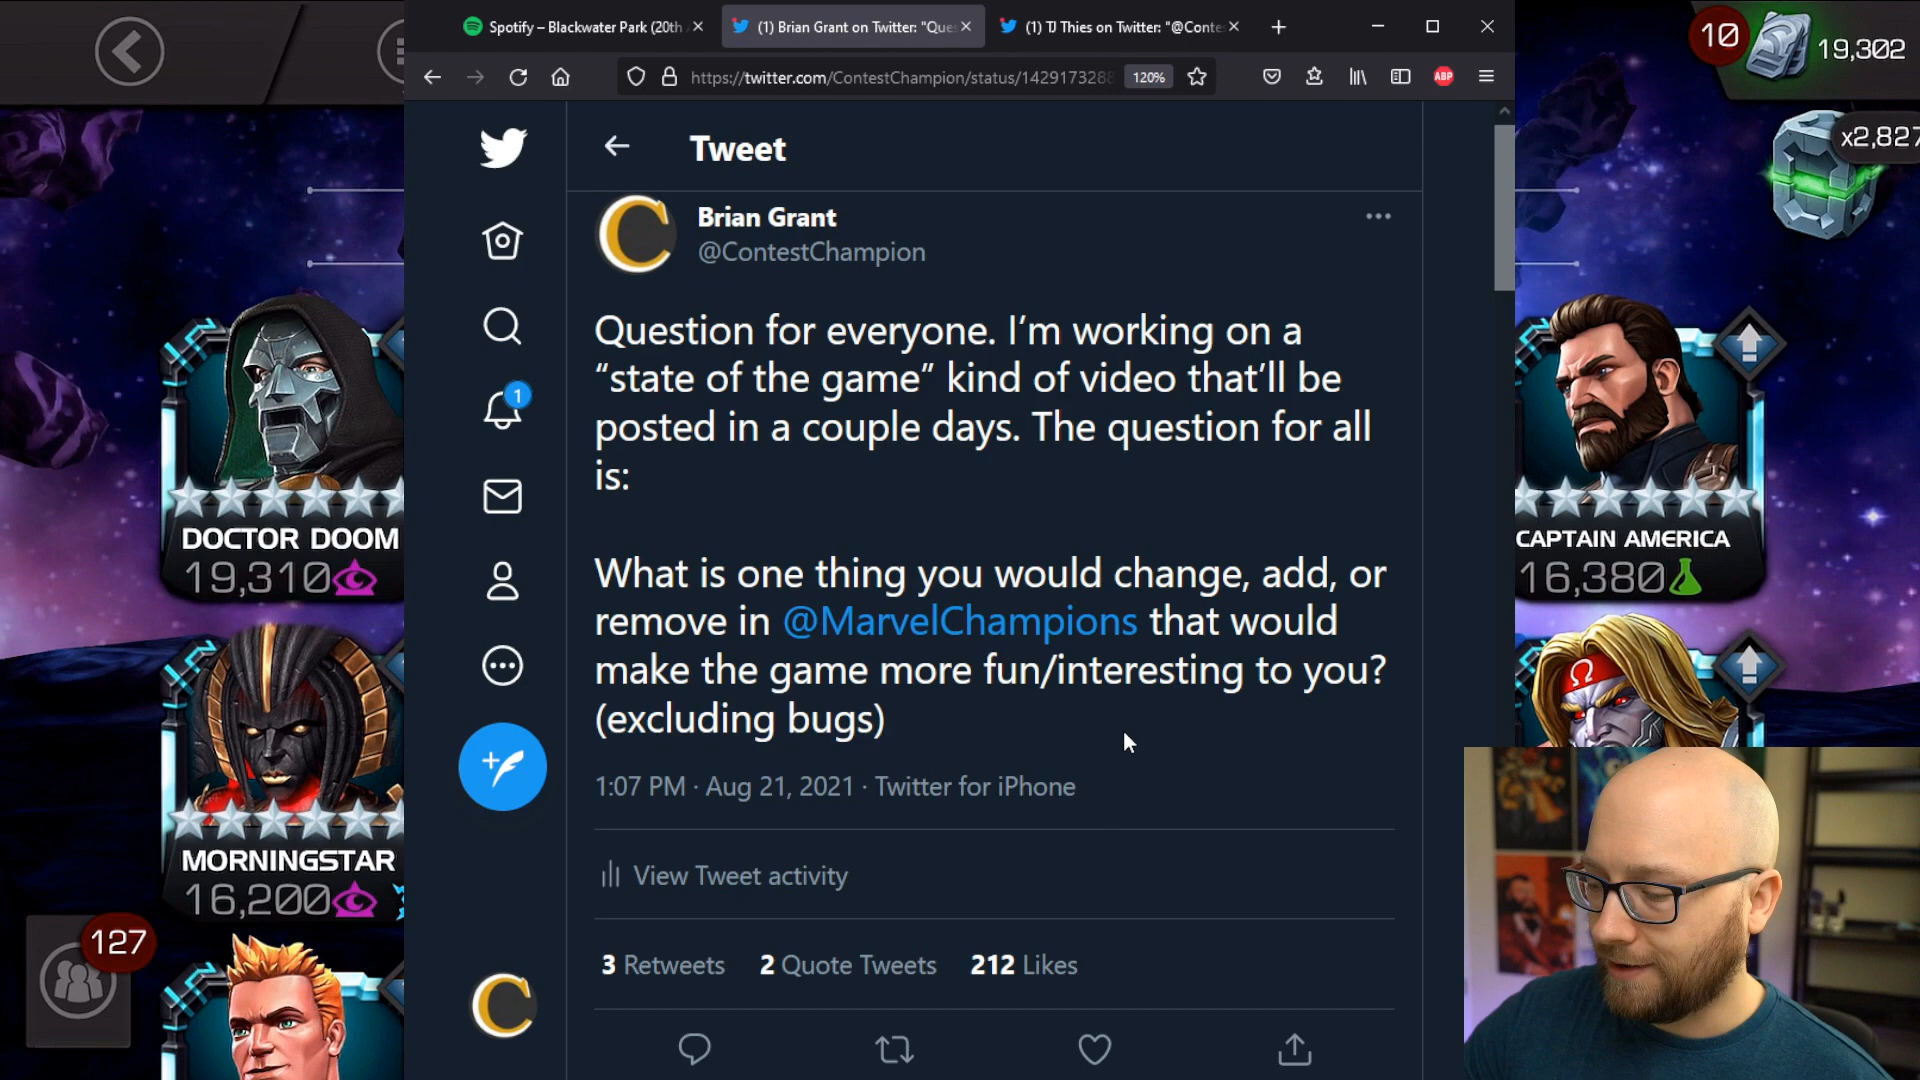 Spotify – Blackwater Park (20th
(1) Brian Grant on Twitter: "Ques
(1) TJ Thies on Twitter: "@Conte
https://twitter.com/ContestChampion/status/1429173288
120%
ABP
10
19,302
x2,827
Tweet
Brian Grant
@ContestChampion
Question for everyone. I'm working on a
“state of the game” kind of video that'll be
posted in a couple days. The question for all
is:
What is one thing you would change, add, or
remove in @MarvelChampions that would
make the game more fun/interesting to you?
(excluding bugs)
1:07 PM · Aug 21, 2021 · Twitter for iPhone
View Tweet activity
3 Retweets 2 Quote Tweets 212 Likes
1
C
C
DOCTOR DOOM
19,310
MORNINGSTAR
16,200
127
CAPTAIN AMERICA
16,380
Ω